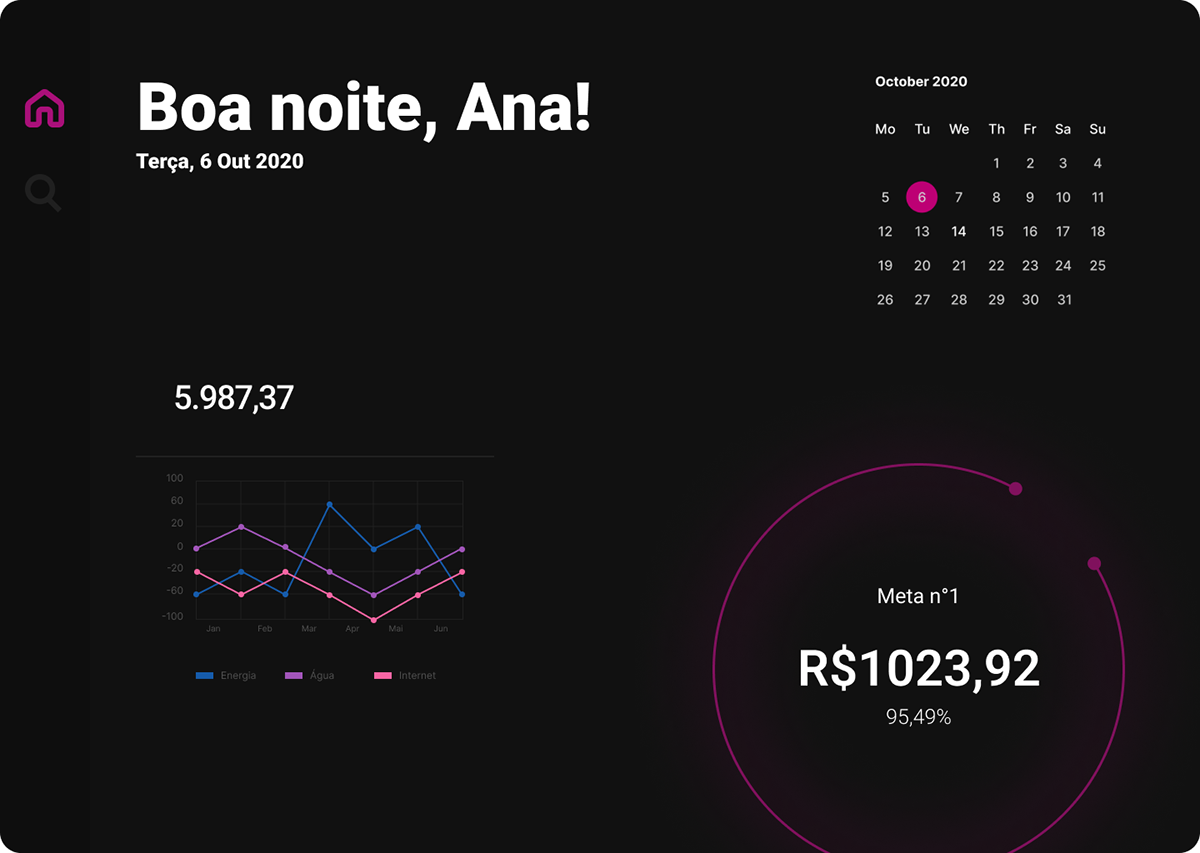 Boa noite, Ana!
Terça, 6 Out 2020
October 2020
Mo Tu We Th Fr Sa Su
1 2 3 4
5 6 7 8 9 10 11
12 13 14 15 16 17 18
19 20 21 22 23 24 25
26 27 28 29 30 31
5.987,37
100
60
20
0
-20
-60
-100
Jan Feb Mar Apr Mai Jun
Energia Água Internet
Meta n°1
R$1023,92
95,49%